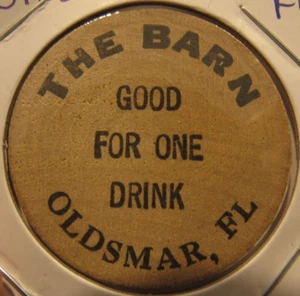 THE BARN
GOOD
FOR ONE
DRINK
OLDSMAR, FL